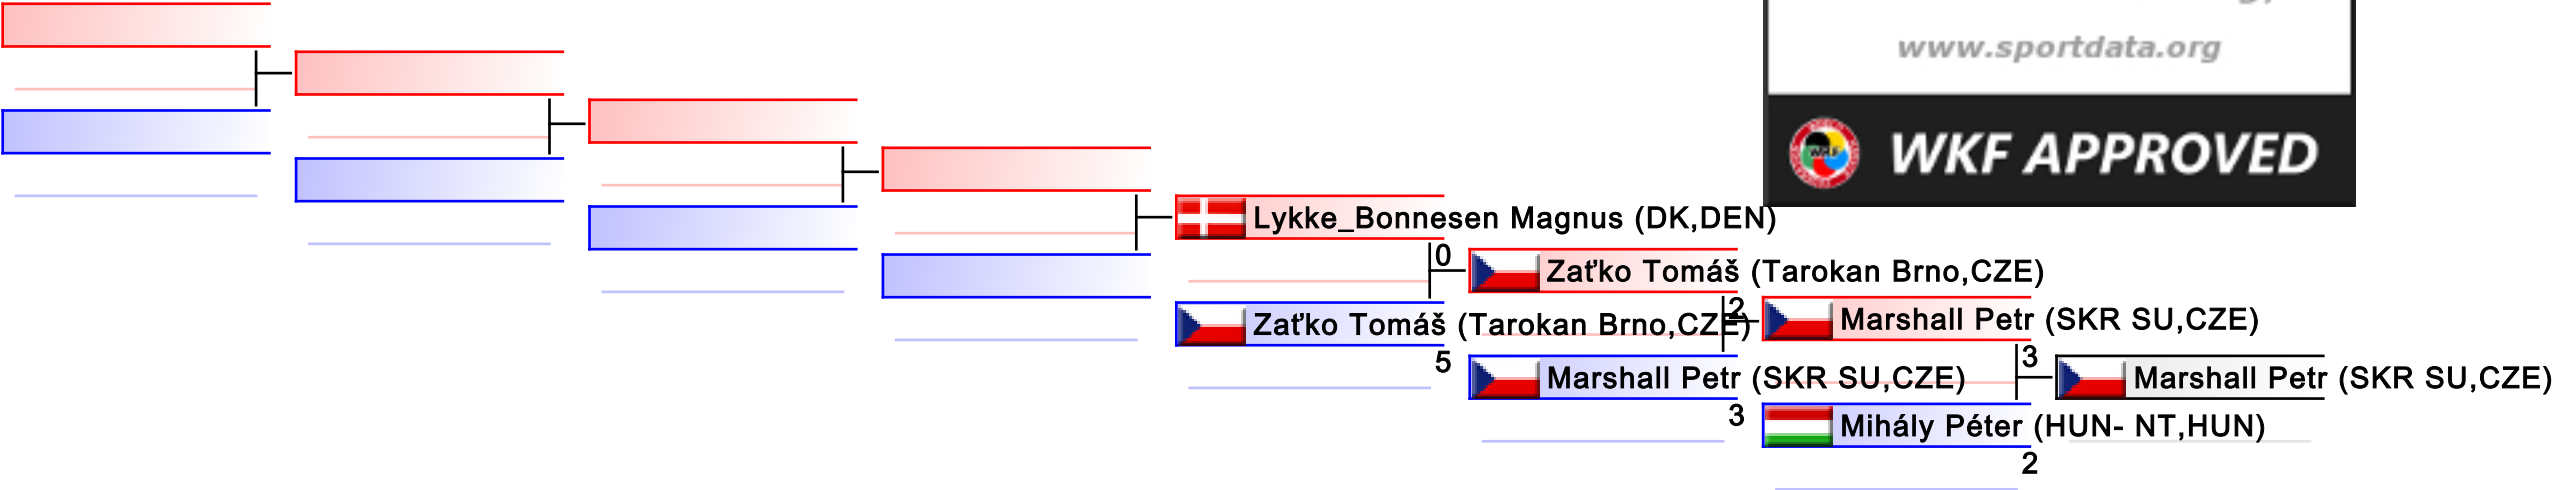 www.sportdata.org
WKF APPROVED
Lykke_Bonnesen Magnus (DK,DEN)
0
Zaťko Tomáš (Tarokan Brno,CZE)
2
Zaťko Tomáš (Tarokan Brno,CZE)
Marshall Petr (SKR SU,CZE)
5
3
Marshall Petr (SKR SU,CZE)
Marshall Petr (SKR SU,CZE)
3
Mihály Péter (HUN- NT,HUN)
2